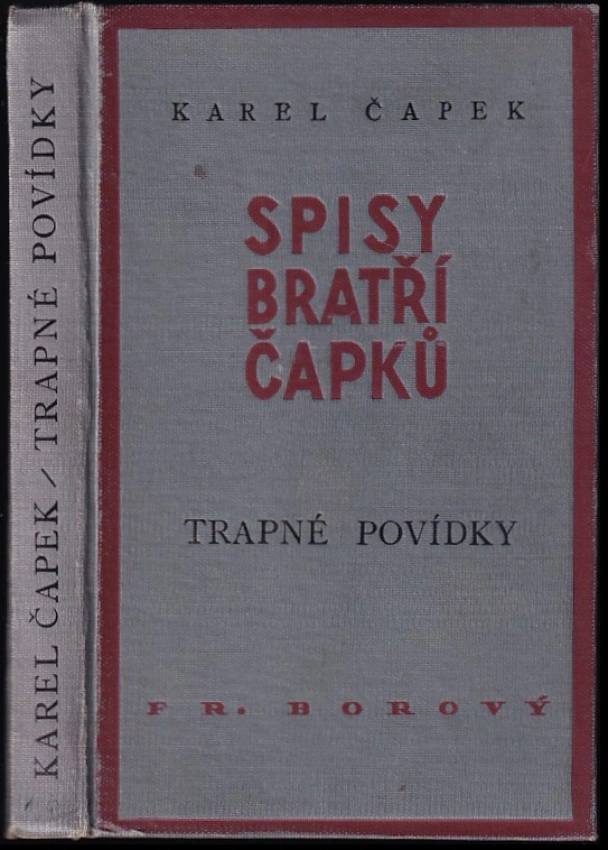 KAREL ČAPEK / TRAPNÉ POVÍDKY
KAREL ČAPEK
SPISY
BRATŘÍ
ČAPKŮ
TRAPNÉ POVÍDKY
FR. BOROVÝ